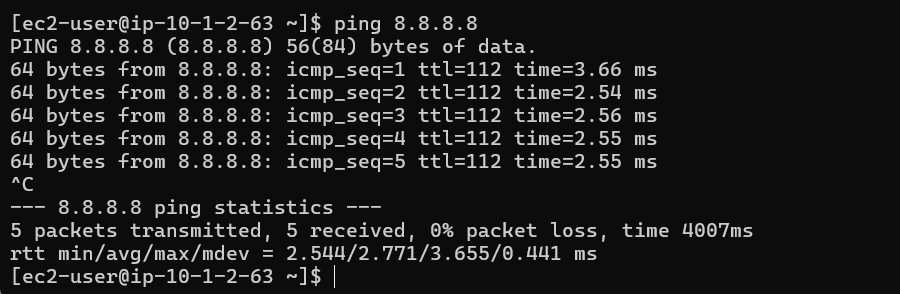 [ec2-user@ip-10-1-2-63 ~]$ ping 8.8.8.8
PING 8.8.8.8 (8.8.8.8) 56(84) bytes of data.
64 bytes from 8.8.8.8: icmp_seq=1 ttl=112 time=3.66 ms
64 bytes from 8.8.8.8: icmp_seq=2 ttl=112 time=2.54 ms
64 bytes from 8.8.8.8: icmp_seq=3 ttl=112 time=2.56 ms
64 bytes from 8.8.8.8: icmp_seq=4 ttl=112 time=2.55 ms
64 bytes from 8.8.8.8: icmp_seq=5 ttl=112 time=2.55 ms
^C
--- 8.8.8.8 ping statistics ---
5 packets transmitted, 5 received, 0% packet loss, time 4007ms
rtt min/avg/max/mdev = 2.544/2.771/3.655/0.441 ms
[ec2-user@ip-10-1-2-63 ~]$